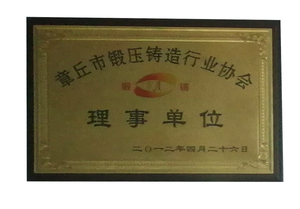 章丘市锻压铸造行业协会
理事单位
二〇一二年四月二十六日